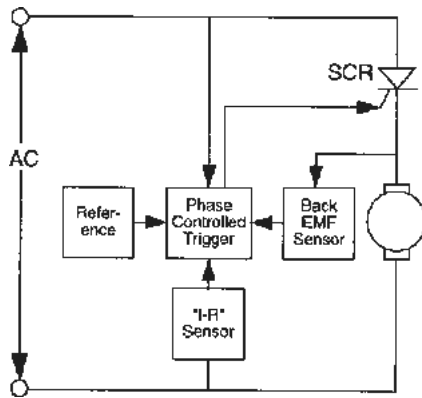 SCR
AC
Refer-
ence
Phase
Controlled
Trigger
Back
EMF
Sensor
"I-R"
Sensor